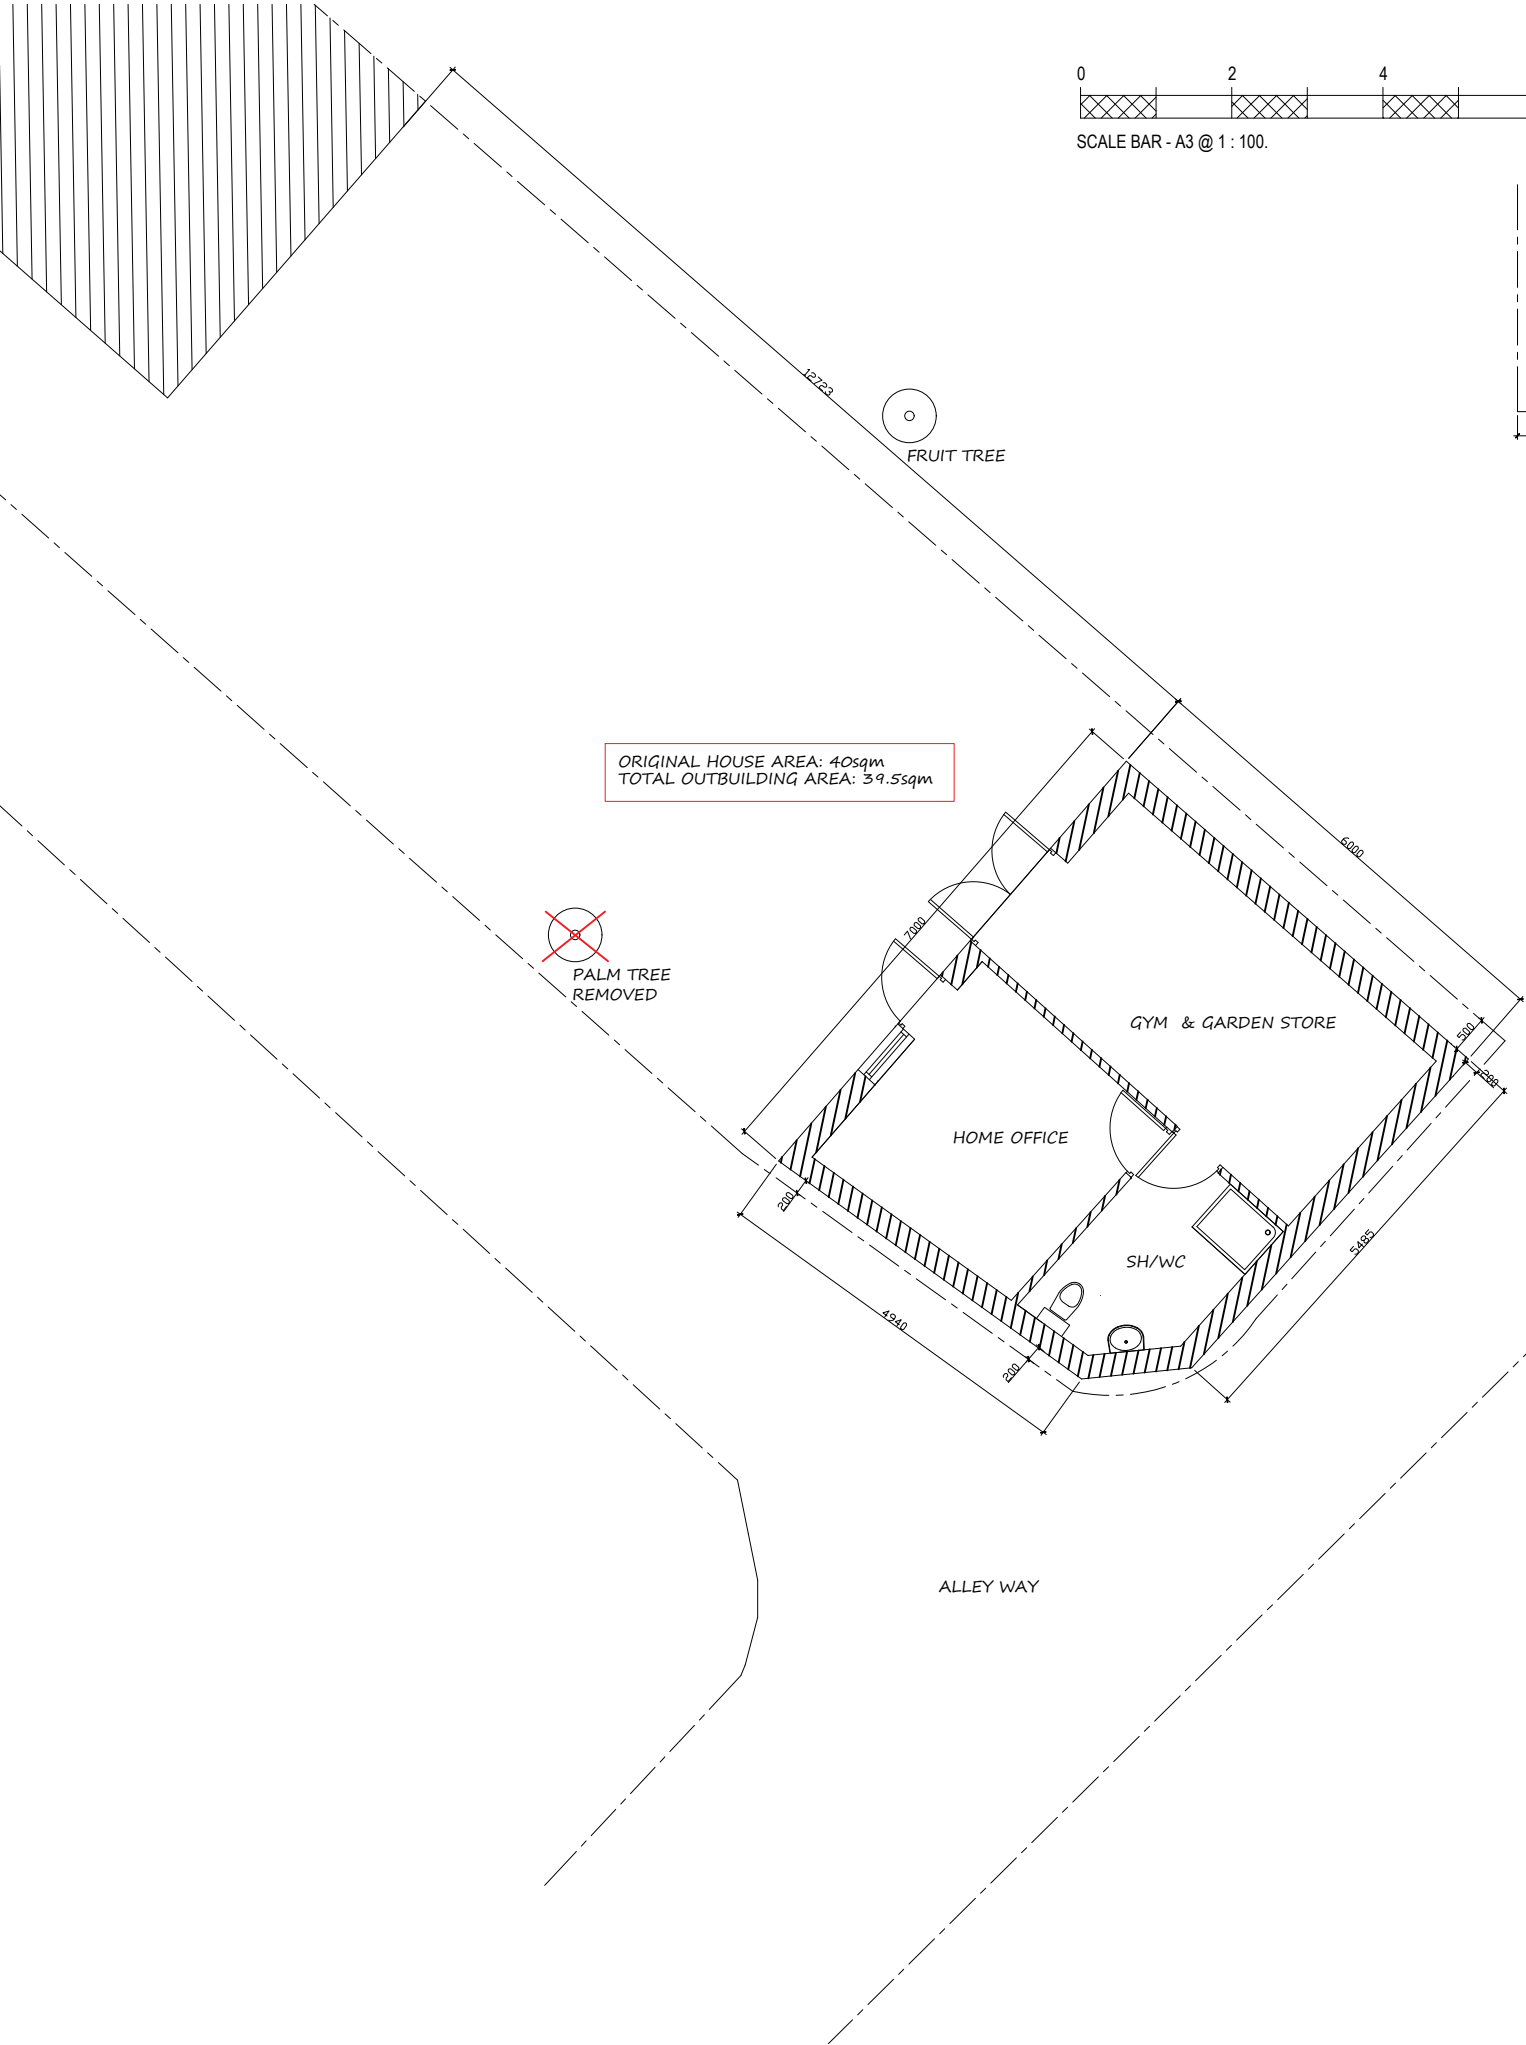 0 2 4
SCALE BAR - A3 @ 1 : 100.
12723
FRUIT TREE
ORIGINAL HOUSE AREA: 40sqm
TOTAL OUTBUILDING AREA: 39.5sqm
6000
7000
PALM TREE
REMOVED
GYM & GARDEN STORE
500
200
HOME OFFICE
200
5485
SH/WC
4940
200
ALLEY WAY